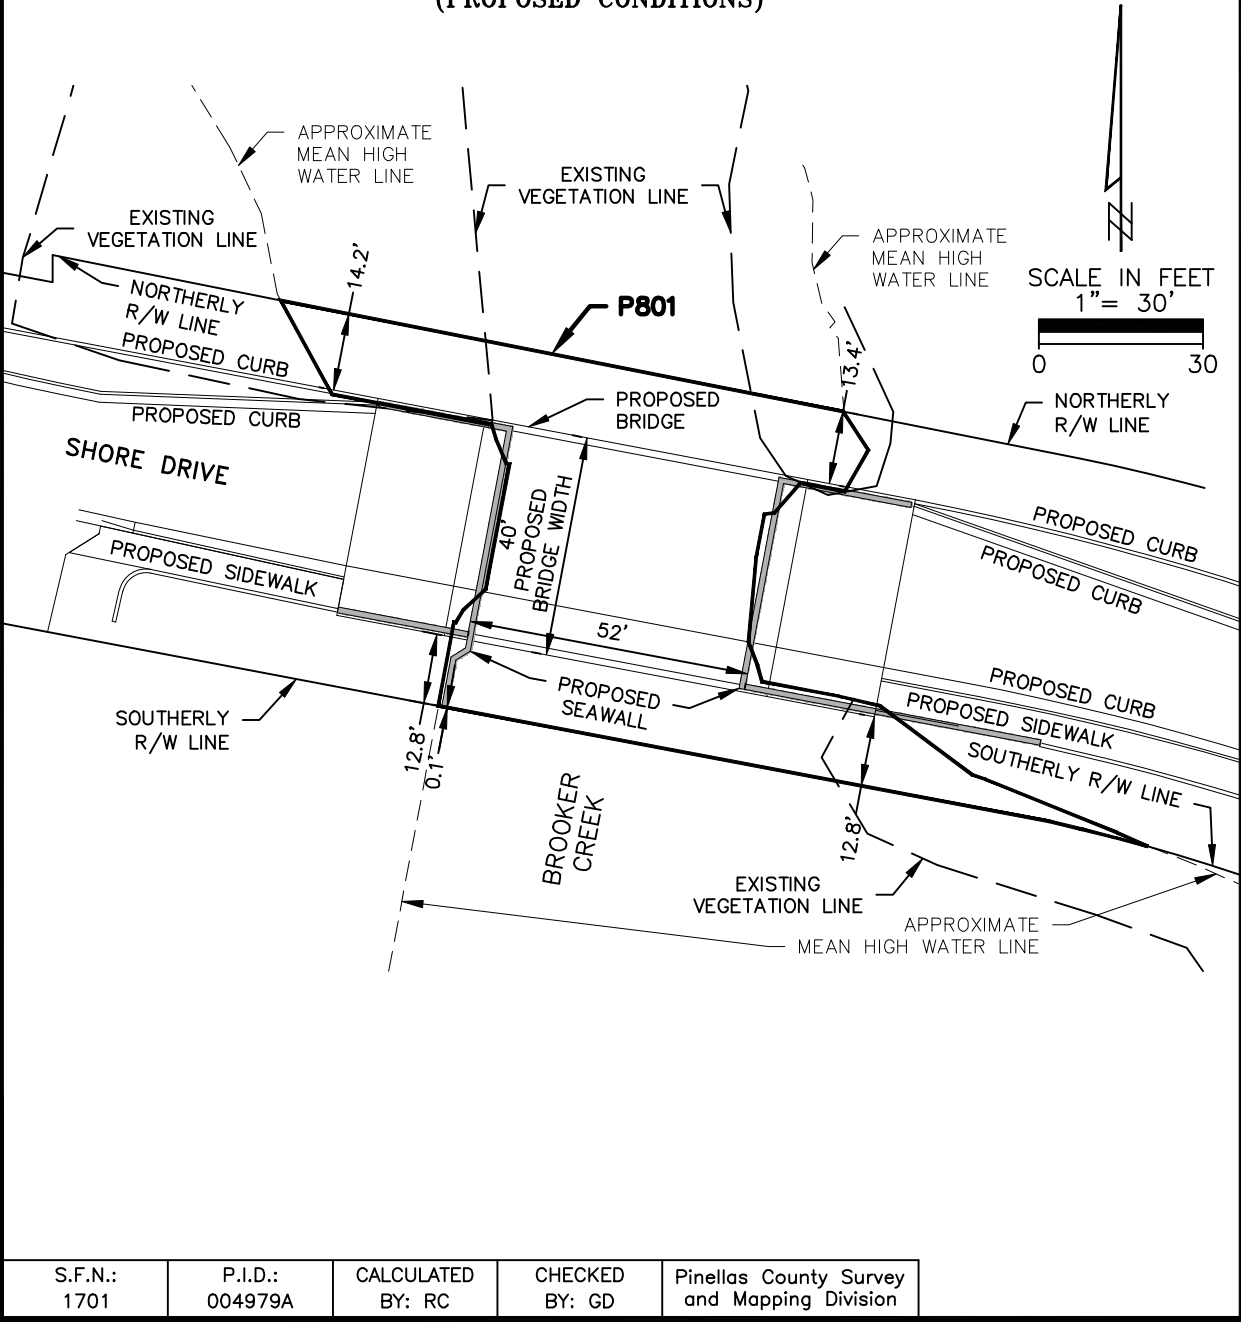 (PROPOSED CONDITIONS)
APPROXIMATE
MEAN HIGH
WATER LINE
EXISTING
VEGETATION LINE
EXISTING
VEGETATION LINE
APPROXIMATE
MEAN HIGH
WATER LINE
SCALE IN FEET
1"= 30'
0 30
N
14.2'
NORTHERLY
R/W LINE
P801
PROPOSED CURB
PROPOSED CURB
13.4'
PROPOSED
BRIDGE
NORTHERLY
R/W LINE
SHORE DRIVE
40'
PROPOSED
BRIDGE WIDTH
PROPOSED CURB
PROPOSED CURB
PROPOSED SIDEWALK
52'
PROPOSED
SEAWALL
PROPOSED CURB
PROPOSED SIDEWALK
SOUTHERLY
R/W LINE
12.8'
0.1'
SOUTHERLY R/W LINE
BROOKER
CREEK
12.8'
EXISTING
VEGETATION LINE
APPROXIMATE
MEAN HIGH WATER LINE
S.F.N.:
1701
P.I.D.:
004979A
CALCULATED
BY: RC
CHECKED
BY: GD
Pinellas County Survey
and Mapping Division